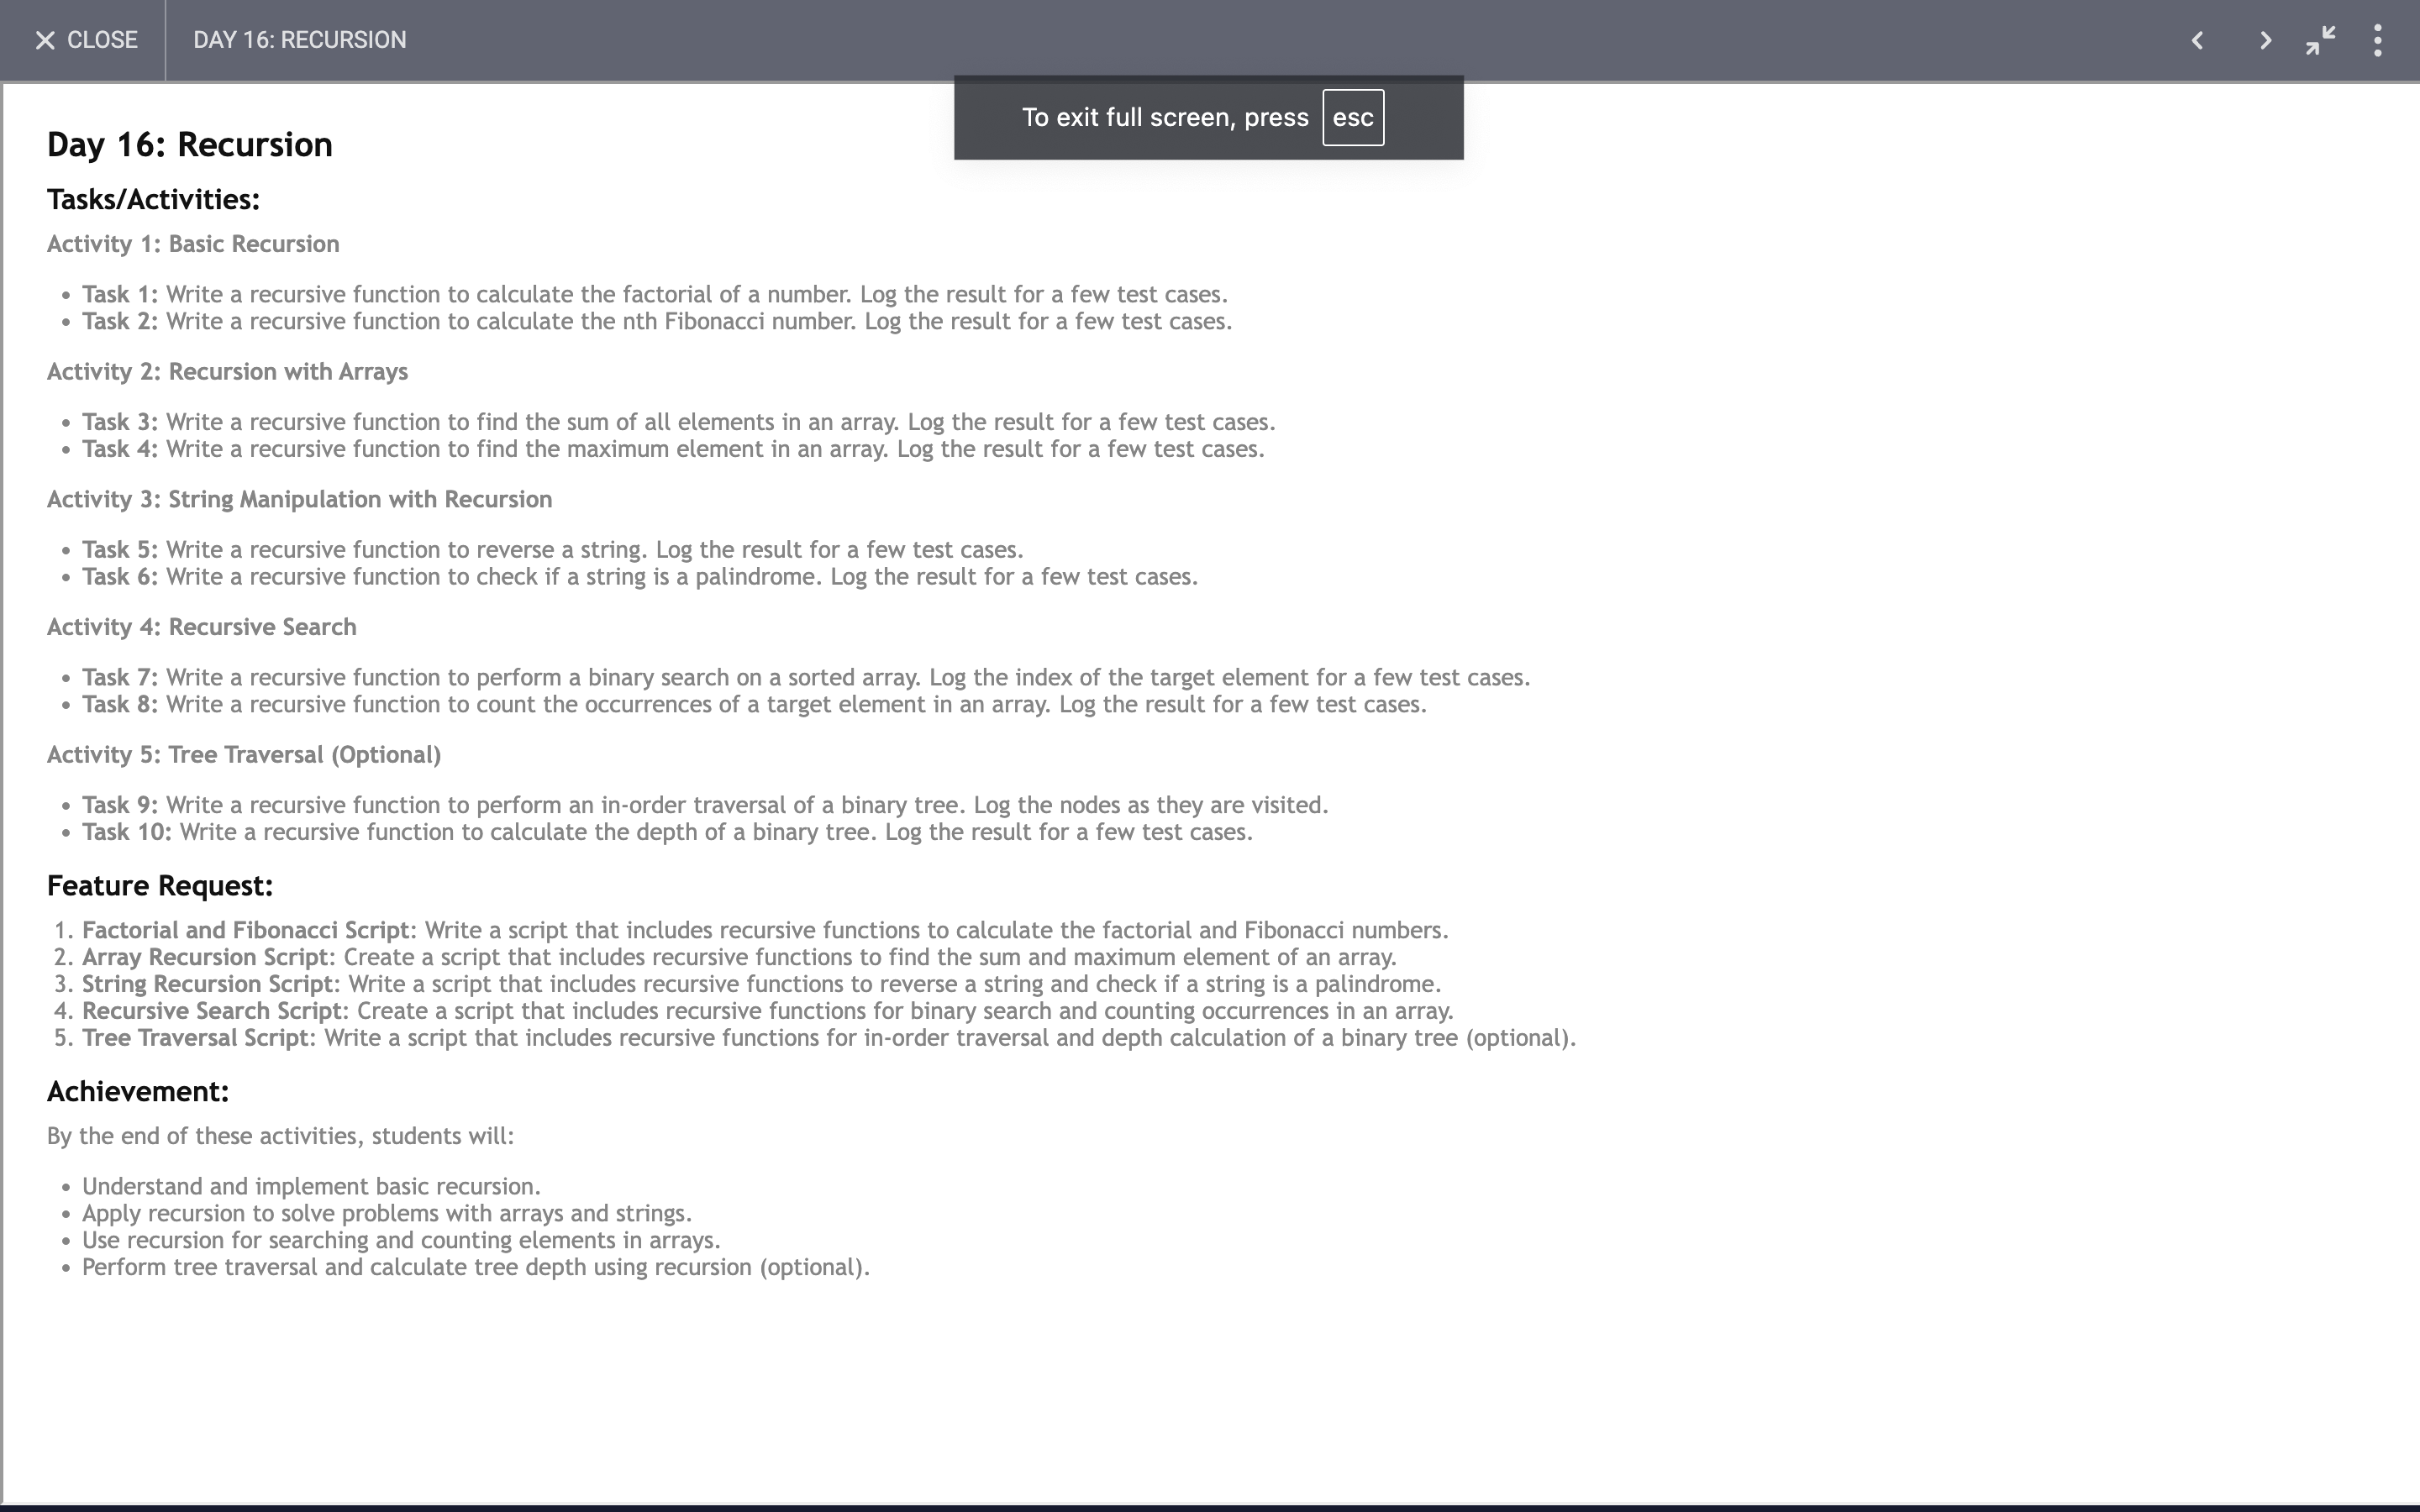 CLOSE
DAY 16: RECURSION
To exit full screen, press esc
Day 16: Recursion
Tasks/Activities:
Activity 1: Basic Recursion
• Task 1: Write a recursive function to calculate the factorial of a number. Log the result for a few test cases.
• Task 2: Write a recursive function to calculate the nth Fibonacci number. Log the result for a few test cases.
Activity 2: Recursion with Arrays
• Task 3: Write a recursive function to find the sum of all elements in an array. Log the result for a few test cases.
• Task 4: Write a recursive function to find the maximum element in an array. Log the result for a few test cases.
Activity 3: String Manipulation with Recursion
• Task 5: Write a recursive function to reverse a string. Log the result for a few test cases.
• Task 6: Write a recursive function to check if a string is a palindrome. Log the result for a few test cases.
Activity 4: Recursive Search
• Task 7: Write a recursive function to perform a binary search on a sorted array. Log the index of the target element for a few test cases.
• Task 8: Write a recursive function to count the occurrences of a target element in an array. Log the result for a few test cases.
Activity 5: Tree Traversal (Optional)
• Task 9: Write a recursive function to perform an in-order traversal of a binary tree. Log the nodes as they are visited.
• Task 10: Write a recursive function to calculate the depth of a binary tree. Log the result for a few test cases.
Feature Request:
1. Factorial and Fibonacci Script: Write a script that includes recursive functions to calculate the factorial and Fibonacci numbers.
2. Array Recursion Script: Create a script that includes recursive functions to find the sum and maximum element of an array.
3. String Recursion Script: Write a script that includes recursive functions to reverse a string and check if a string is a palindrome.
4. Recursive Search Script: Create a script that includes recursive functions for binary search and counting occurrences in an array.
5. Tree Traversal Script: Write a script that includes recursive functions for in-order traversal and depth calculation of a binary tree (optional).
Achievement:
By the end of these activities, students will:
• Understand and implement basic recursion.
• Apply recursion to solve problems with arrays and strings.
• Use recursion for searching and counting elements in arrays.
• Perform tree traversal and calculate tree depth using recursion (optional).